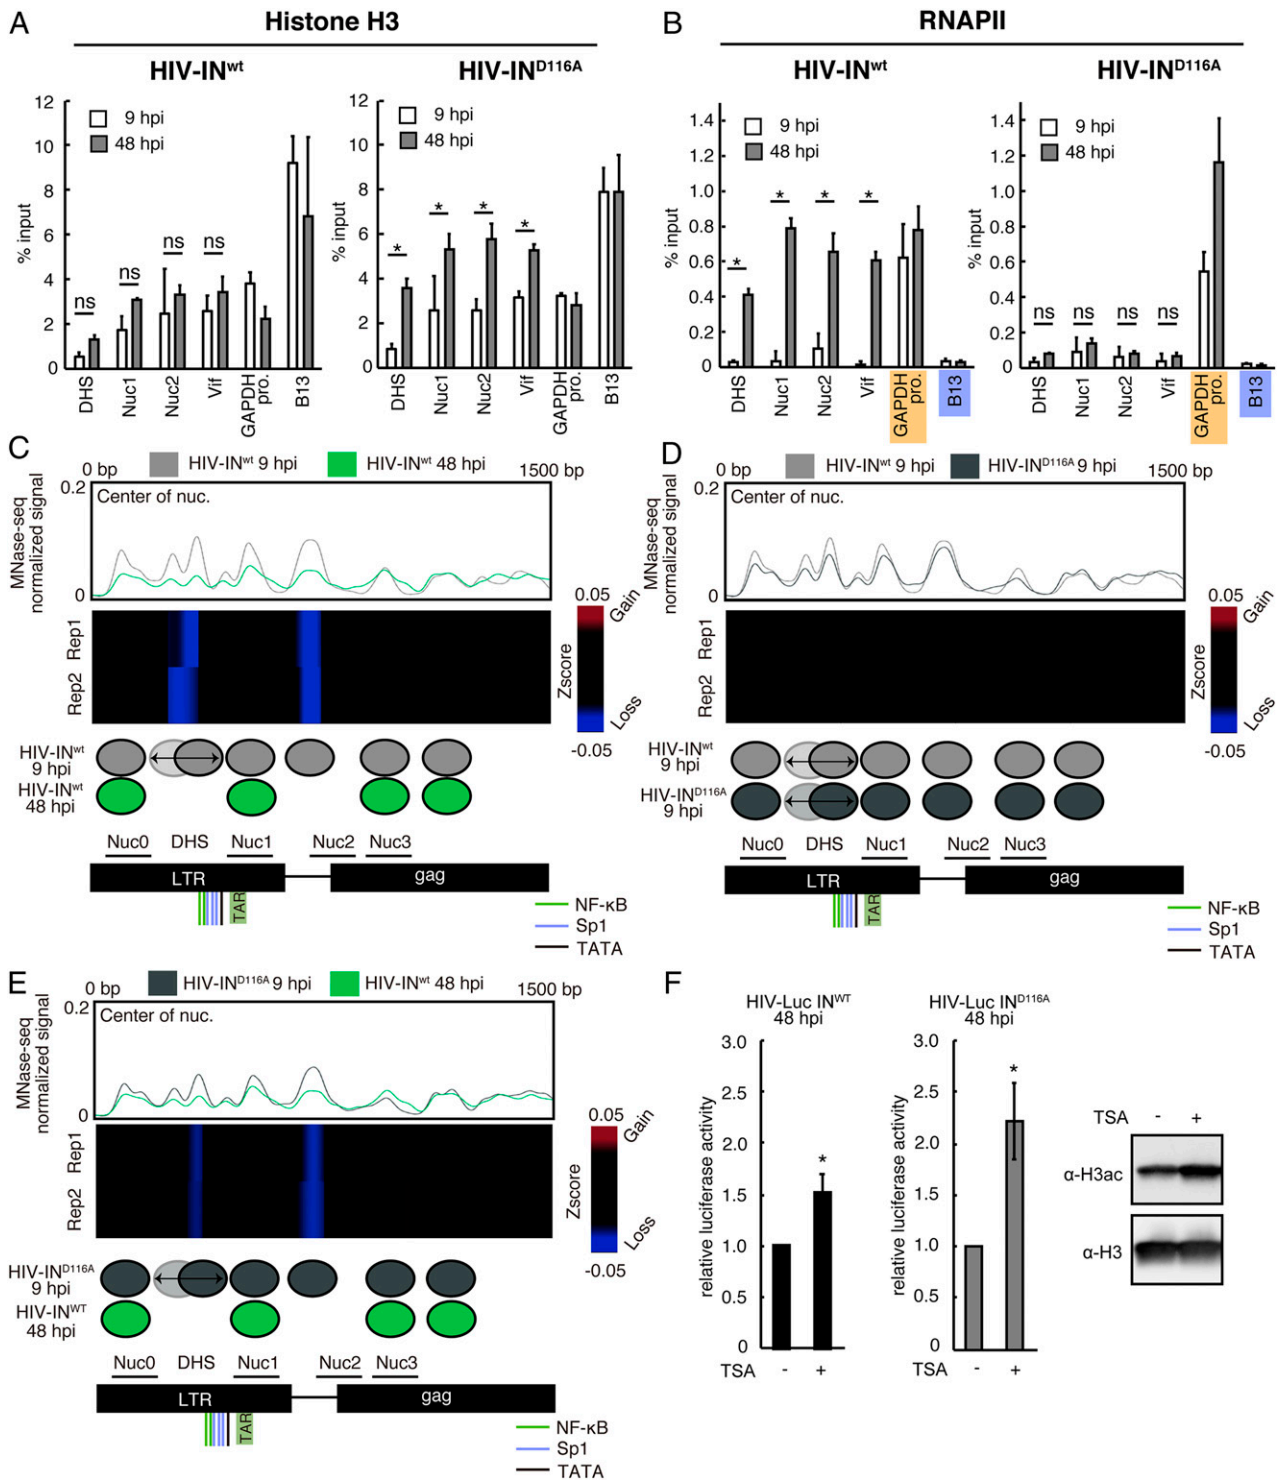 A
Histone H3
HIV-INwt
HIV-IND116A
9 hpi
48 hpi
9 hpi
48 hpi
% input
12
10
8
6
4
2
0
ns
ns
ns
ns
DHS
Nuc1
Nuc2
Vif
GAPDH pro.
B13
% input
12
10
8
6
4
2
0
*
*
*
*
DHS
Nuc1
Nuc2
Vif
GAPDH pro.
B13
B
RNAPII
HIV-INwt
HIV-IND116A
9 hpi
48 hpi
9 hpi
48 hpi
% input
1.4
1.2
1.0
0.8
0.6
0.4
0.2
0
*
*
*
*
DHS
Nuc1
Nuc2
Vif
GAPDH pro.
B13
% input
1.4
1.2
1.0
0.8
0.6
0.4
0.2
0
ns
ns
ns
ns
DHS
Nuc1
Nuc2
Vif
GAPDH pro.
B13
C
0 bp
HIV-INwt 9 hpi
HIV-INwt 48 hpi
1500 bp
MNase-seq
normalized signal
0.2
0
Center of nuc.
Rep1
Rep2
0.05
Gain
Zscore
Loss
-0.05
HIV-INwt
9 hpi
HIV-INwt
48 hpi
Nuc0
DHS
Nuc1
Nuc2
Nuc3
LTR
gag
TAR
NF-κB
Sp1
TATA
D
0 bp
HIV-INwt 9 hpi
HIV-IND116A 9 hpi
1500 bp
MNase-seq
normalized signal
0.2
0
Center of nuc.
Rep1
Rep2
0.05
Gain
Zscore
Loss
-0.05
HIV-INwt
9 hpi
HIV-IND116A
9 hpi
Nuc0
DHS
Nuc1
Nuc2
Nuc3
LTR
gag
TAR
NF-κB
Sp1
TATA
E
0 bp
HIV-IND116A 9 hpi
HIV-INwt 48 hpi
1500 bp
MNase-seq
normalized signal
0.2
0
Center of nuc.
Rep1
Rep2
0.05
Gain
Zscore
Loss
-0.05
HIV-IND116A
9 hpi
HIV-INWT
48 hpi
Nuc0
DHS
Nuc1
Nuc2
Nuc3
LTR
gag
TAR
NF-κB
Sp1
TATA
F
HIV-Luc INWT
48 hpi
relative luciferase activity
3.0
2.5
2.0
1.5
1.0
0.5
0
*
TSA - +
HIV-Luc IND116A
48 hpi
relative luciferase activity
3.0
2.5
2.0
1.5
1.0
0.5
0
*
TSA - +
TSA - +
α-H3ac
α-H3